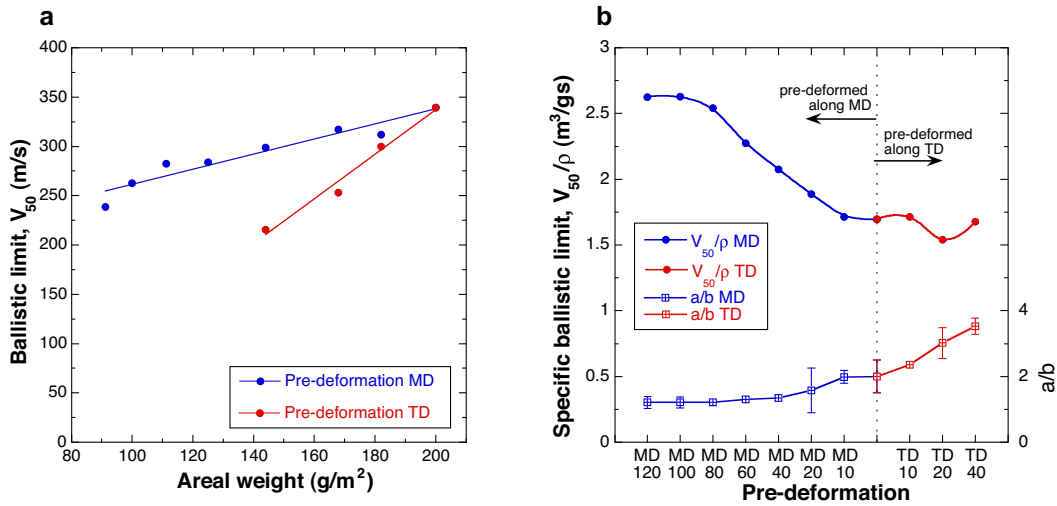 a
Ballistic limit, V50 (m/s)
400
350
300
250
200
150
100
50
0
80
100
120
140
160
180
200
Areal weight (g/m²)
Pre-deformation MD
Pre-deformation TD
b
Specific ballistic limit, V50/ρ (m³/gs)
3
2.5
2
1.5
1
0.5
0
pre-deformed
along MD
pre-deformed
along TD
V50/ρ MD
V50/ρ TD
a/b MD
a/b TD
4
2
0
a/b
MD
120
MD
100
MD
80
MD
60
MD
40
MD
20
MD
10
TD
10
TD
20
TD
40
Pre-deformation